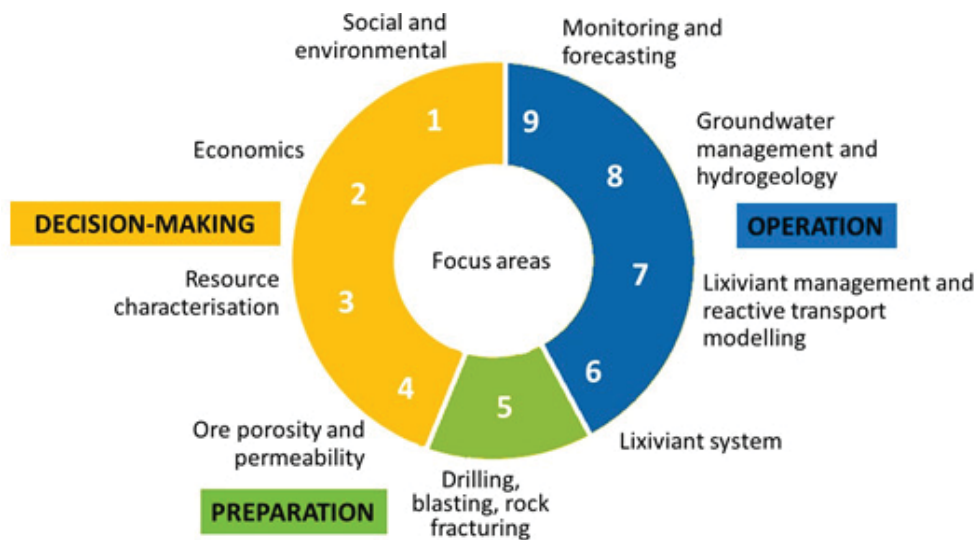 Social and
environmental
Monitoring and
forecasting
1
9
Economics
Groundwater
management and
hydrogeology
2
8
DECISION-MAKING
OPERATION
Focus areas
Resource
characterisation
3
7
Lixiviant management and
reactive transport
modelling
4
5
6
Ore porosity and
permeability
Lixiviant system
Drilling,
blasting, rock
fracturing
PREPARATION